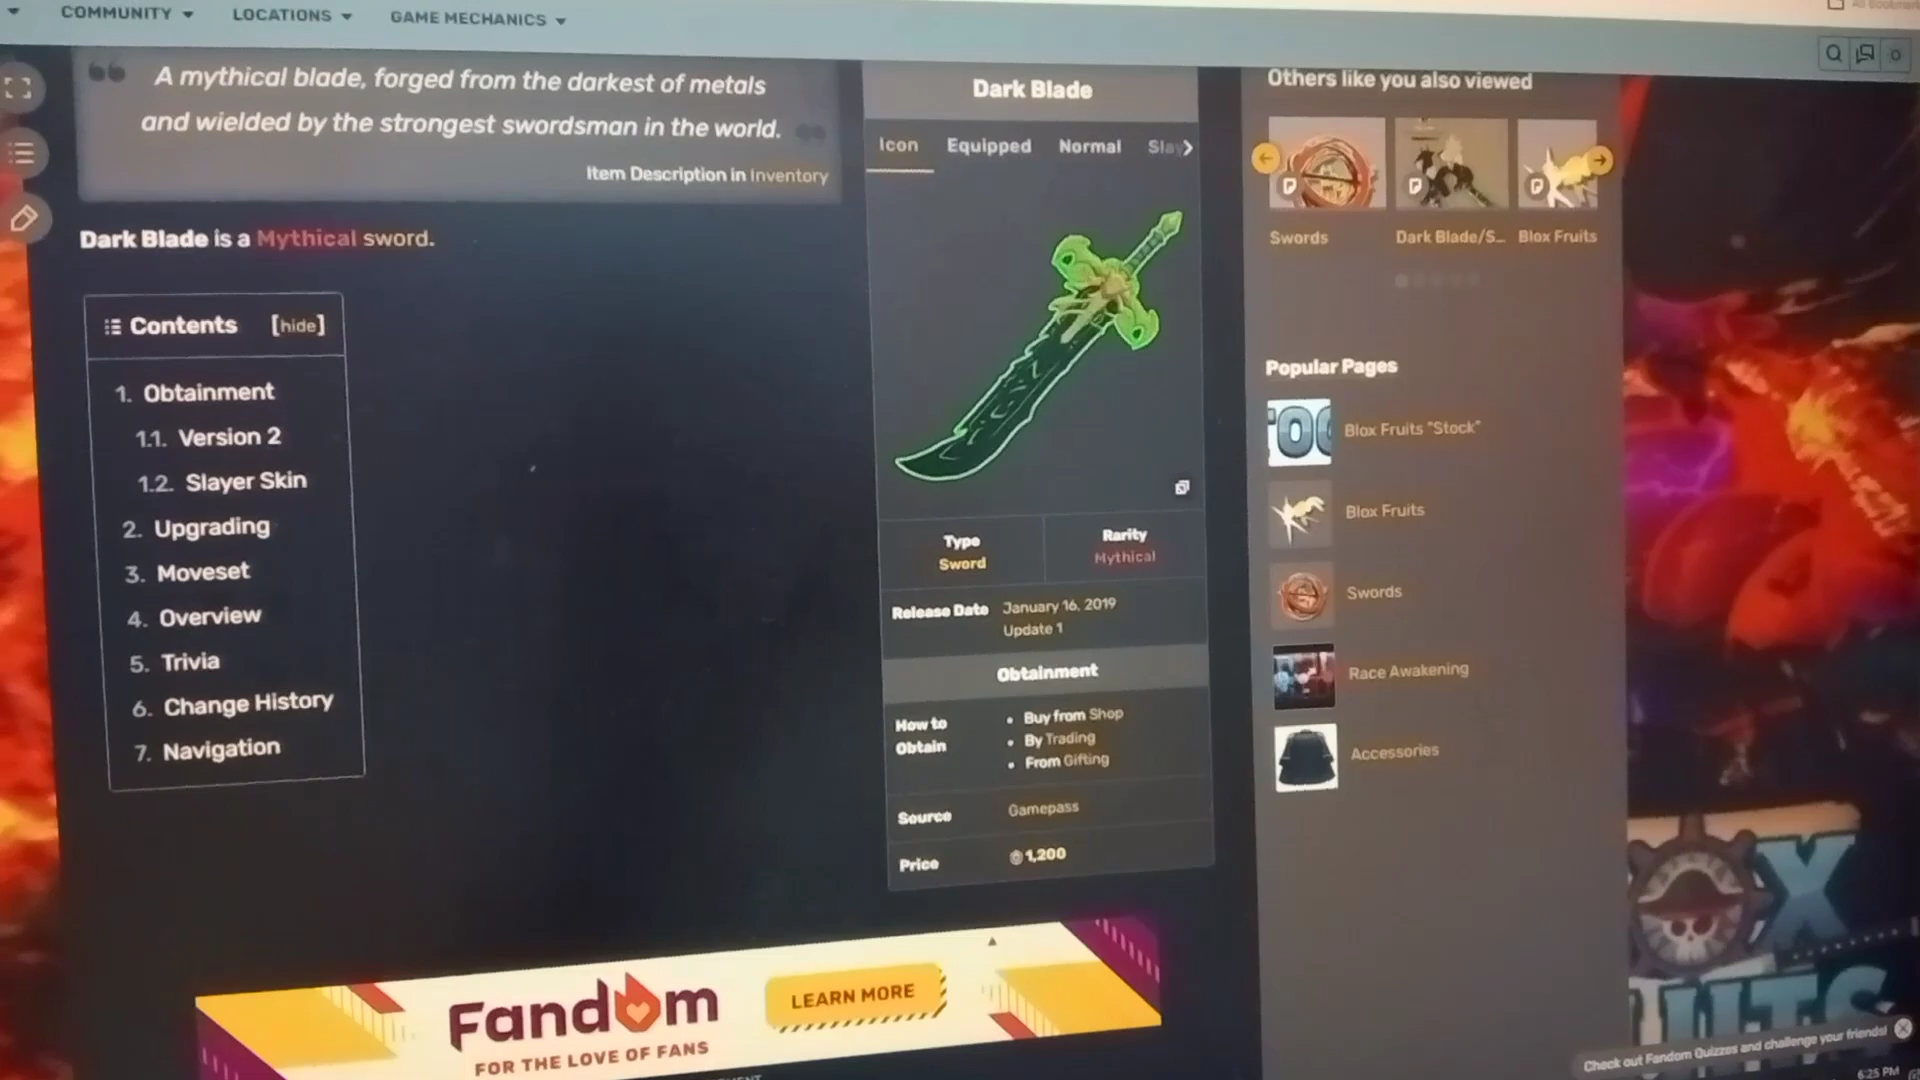 COMMUNITY
LOCATIONS
GAME MECHANICS
A mythical blade, forged from the darkest of metals
and wielded by the strongest swordsman in the world.
Item Description in Inventory
Dark Blade is a Mythical sword.
Contents [hide]
1. Obtainment
1.1. Version 2
1.2. Slayer Skin
2. Upgrading
3. Moveset
4. Overview
5. Trivia
6. Change History
7. Navigation
Dark Blade
Icon Equipped Normal
Type
Sword
Rarity
Mythical
Release Date January 16, 2019
Update 1
Obtainment
How to
Obtain
• Buy from Shop
• By Trading
• From Gifting
Source Gamepass
Price 1,200
Others like you also viewed
Swords
Dark Blade/S...
Blox Fruits
Popular Pages
Blox Fruits "Stock"
Blox Fruits
Swords
Race Awakening
Accessories
Fandom
FOR THE LOVE OF FANS
LEARN MORE
Check out Fandom Quizzes and challenge your friends!
6:25 PM